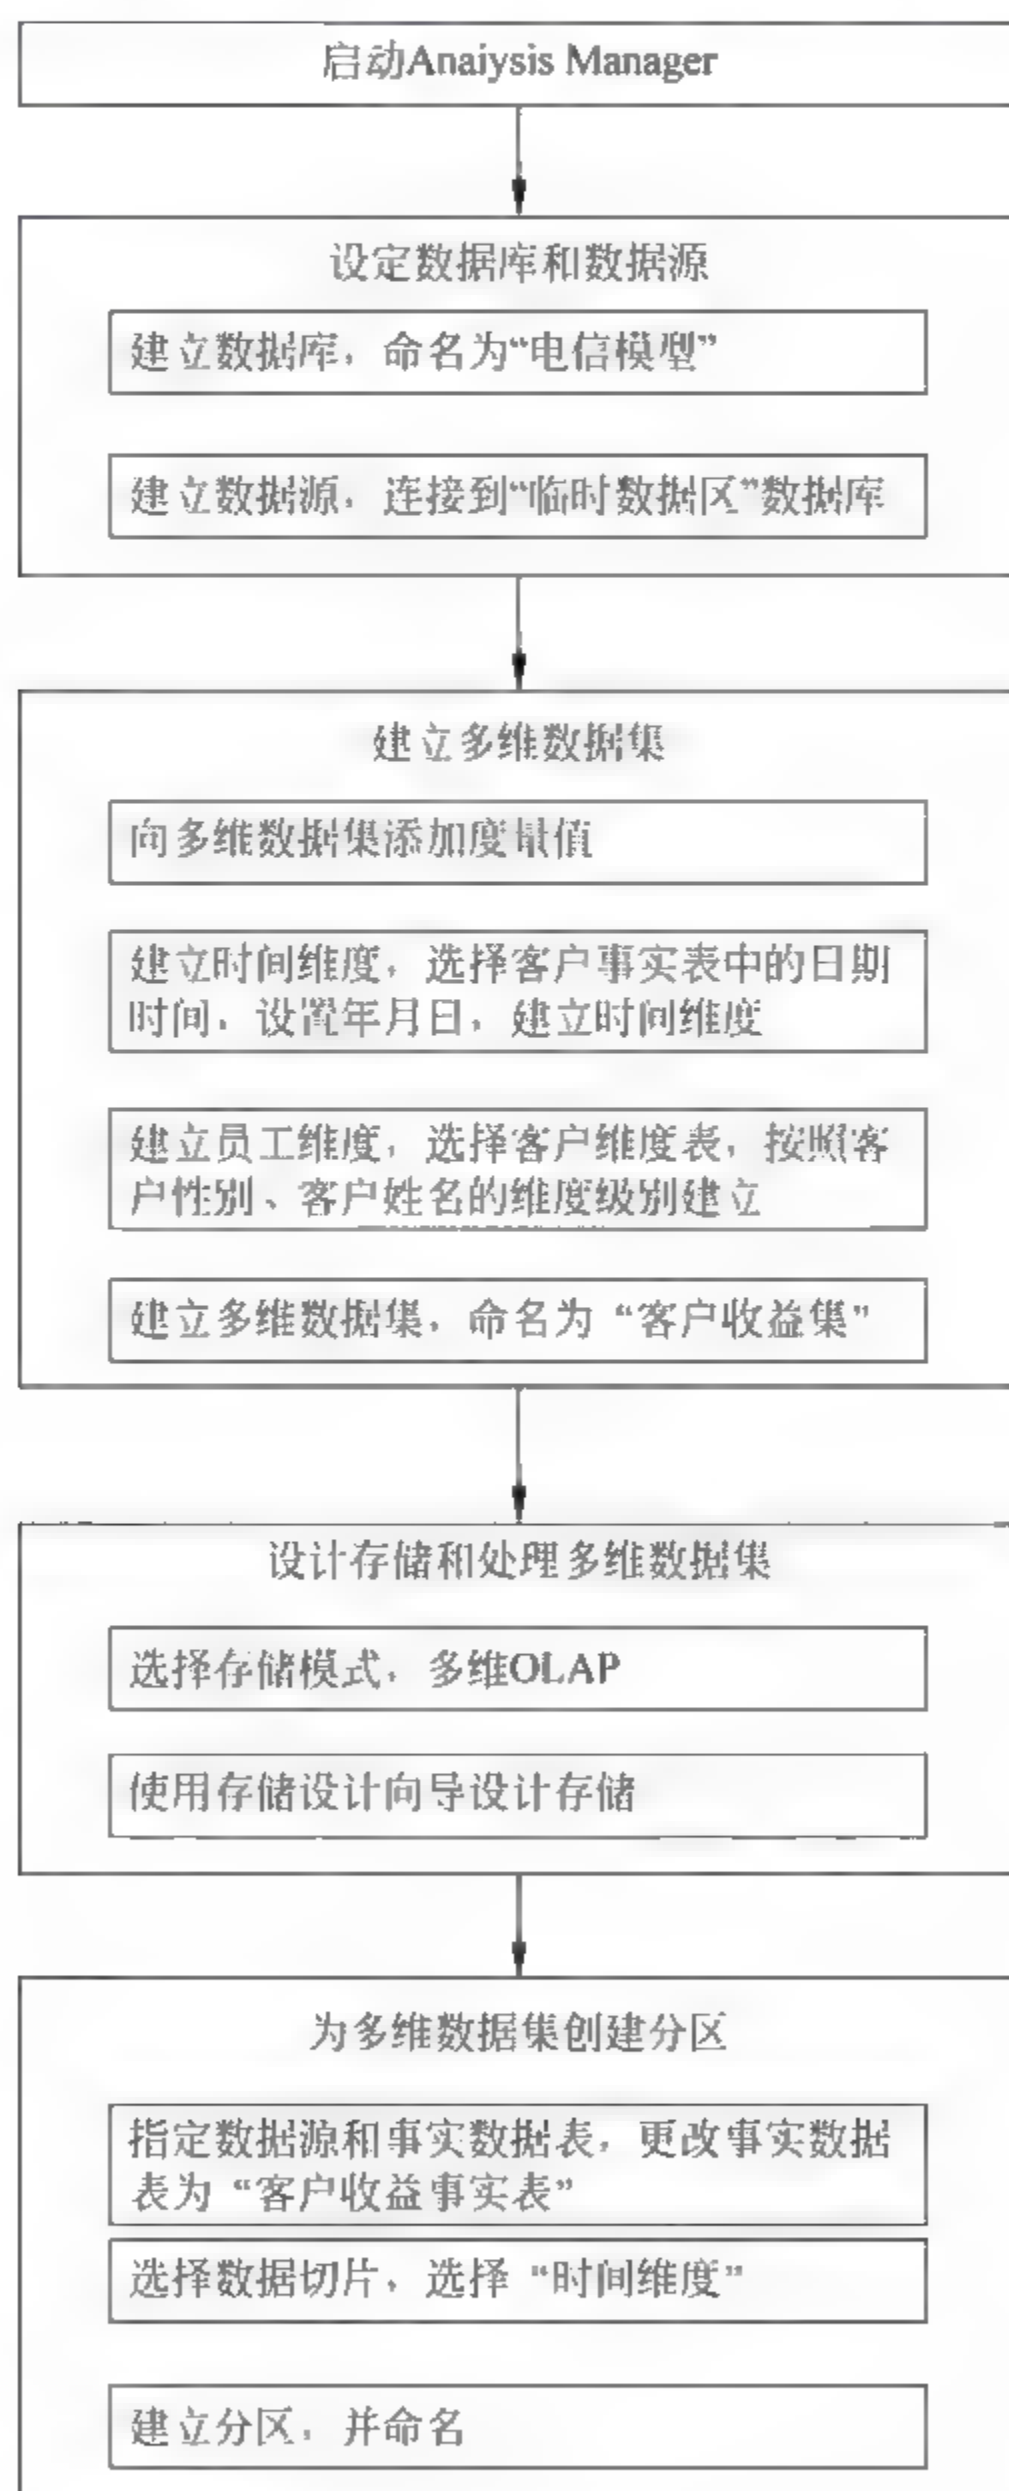 启动Anaiysis Manager
设定数据库和数据源
建立数据库，命名为“电信模型”
建立数据源，连接到“临时数据区”数据库
建立多维数据集
向多维数据集添加度量值
建立时间维度，选择客户事实表中的日期
时间，设置年月日，建立时间维度
建立员工维度，选择客户维度表，按照客
户性别、客户姓名的维度级别建立
建立多维数据集，命名为“客户收益集”
设计存储和处理多维数据集
选择存储模式，多维OLAP
使用存储设计向导设计存储
为多维数据集创建分区
指定数据源和事实数据表，更改事实数据
表为“客户收益事实表”
选择数据切片，选择“时间维度”
建立分区，并命名